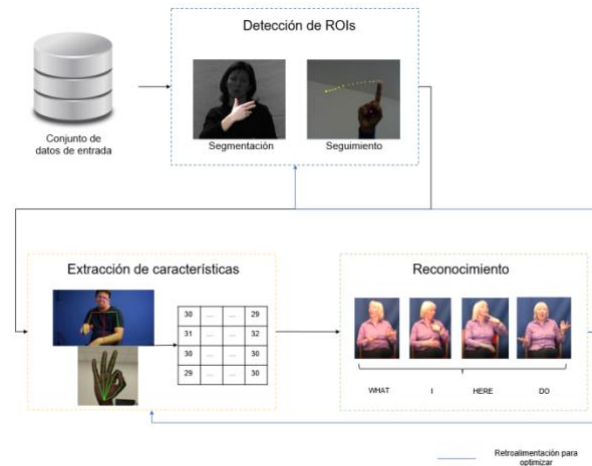 Detección de ROIs
Conjunto de
datos de entrada
Segmentación
Seguimiento
Extracción de características
30 ... ... 29
31 ... ... 32
30 ... ... 30
29 ... ... 30
Reconocimiento
WHAT I HERE DO
Retroalimentación para
optimizar